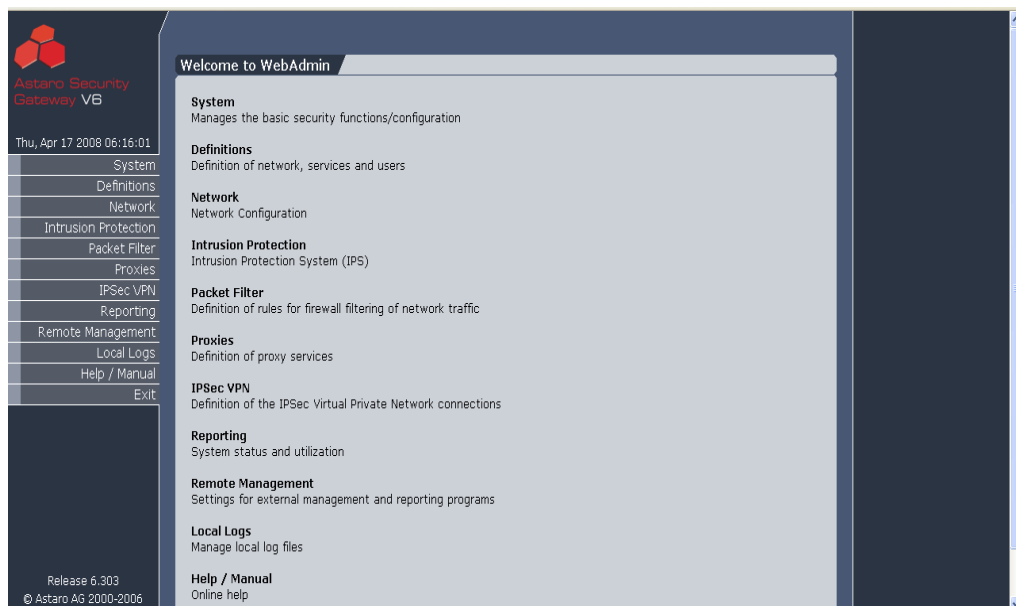 Astaro Security
Gateway V6
Thu, Apr 17 2008 06:16:01
System
Definitions
Network
Intrusion Protection
Packet Filter
Proxies
IPSec VPN
Reporting
Remote Management
Local Logs
Help / Manual
Exit
Release 6.303
© Astaro AG 2000-2006
Welcome to WebAdmin
System
Manages the basic security functions/configuration
Definitions
Definition of network, services and users
Network
Network Configuration
Intrusion Protection
Intrusion Protection System (IPS)
Packet Filter
Definition of rules for firewall filtering of network traffic
Proxies
Definition of proxy services
IPSec VPN
Definition of the IPSec Virtual Private Network connections
Reporting
System status and utilization
Remote Management
Settings for external management and reporting programs
Local Logs
Manage local log files
Help / Manual
Online help